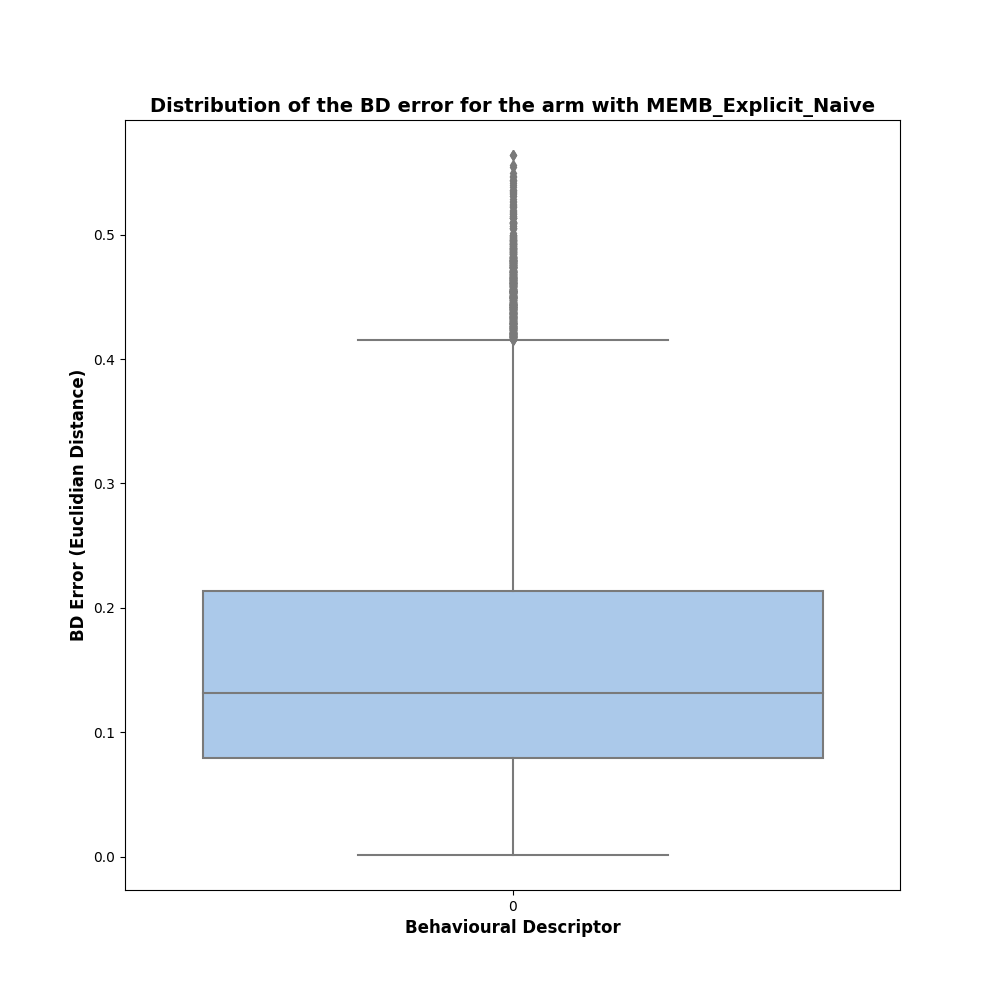 Distribution of the BD error for the arm with MEMB_Explicit_Naive
BD Error (Euclidian Distance)
0.5
0.4
0.3
0.2
0.1
0.0
0
Behavioural Descriptor